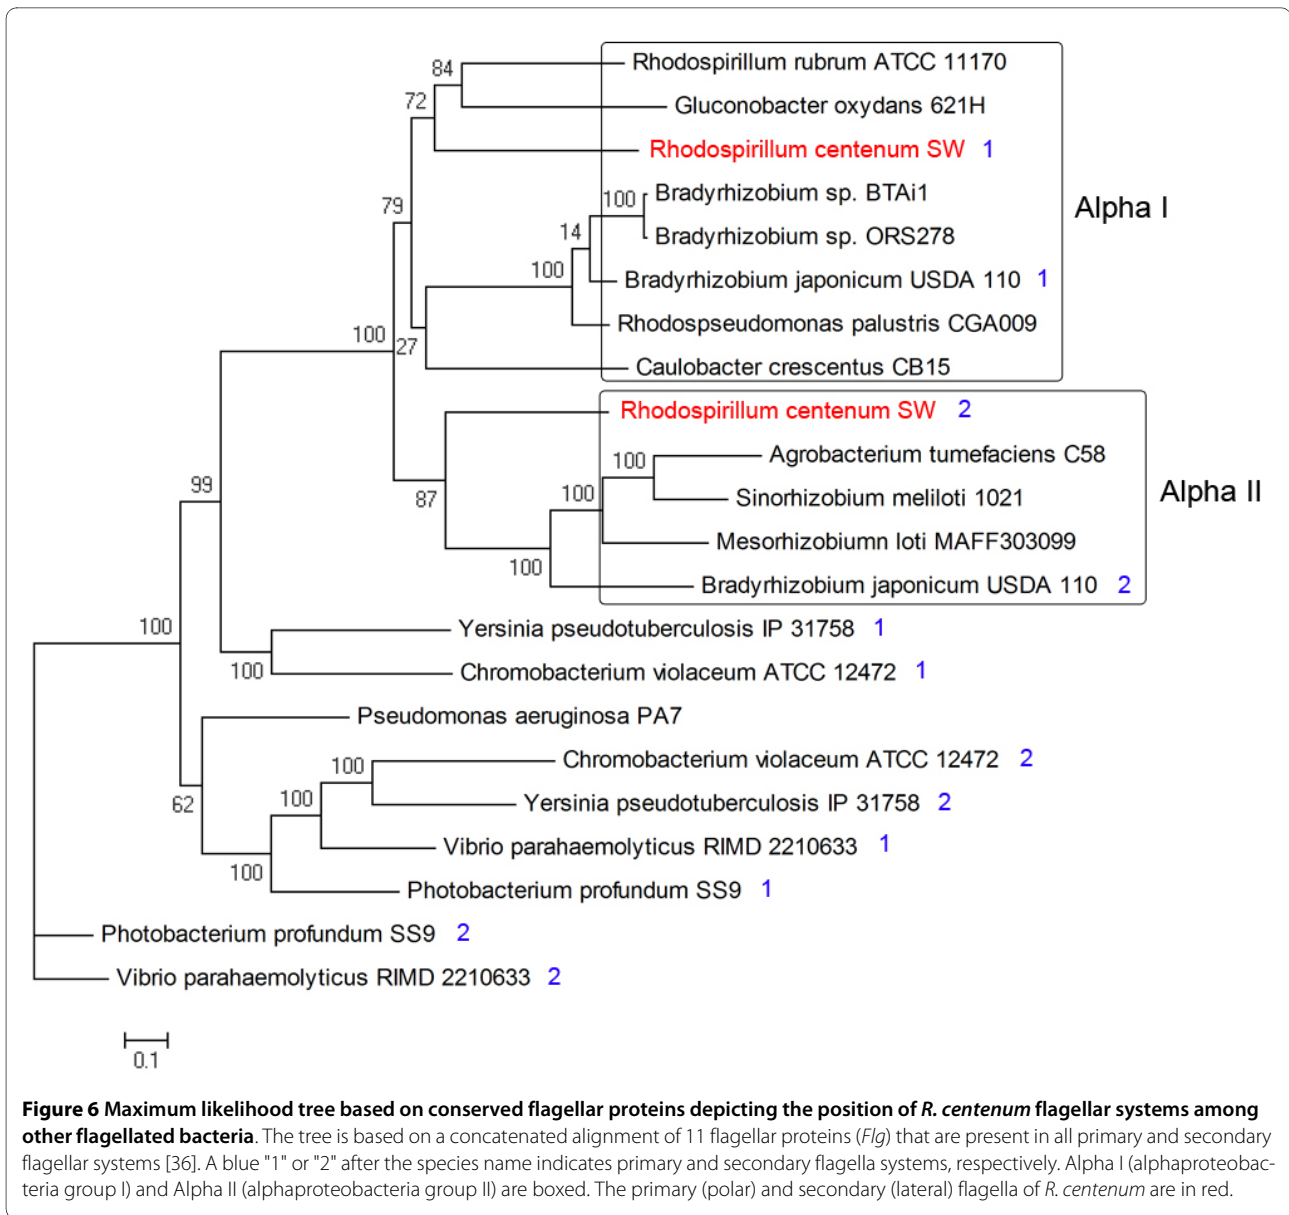 84
Rhodospirillum rubrum ATCC 11170
72
Gluconobacter oxydans 621H
Rhodospirillum centenum SW 1
79
100
Bradyrhizobium sp. BTAi1
Alpha I
14
Bradyrhizobium sp. ORS278
100
Bradyrhizobium japonicum USDA 110 1
Rhodospseudomonas palustris CGA009
100
27
Caulobacter crescentus CB15
Rhodospirillum centenum SW 2
100
Agrobacterium tumefaciens C58
99
87
100
Sinorhizobium meliloti 1021
Alpha II
Mesorhizobiumn loti MAFF303099
100
Bradyrhizobium japonicum USDA 110 2
100
Yersinia pseudotuberculosis IP 31758 1
100
Chromobacterium violaceum ATCC 12472 1
Pseudomonas aeruginosa PA7
100
Chromobacterium violaceum ATCC 12472 2
62
100
Yersinia pseudotuberculosis IP 31758 2
Vibrio parahaemolyticus RIMD 2210633 1
100
Photobacterium profundum SS9 1
Photobacterium profundum SS9 2
Vibrio parahaemolyticus RIMD 2210633 2
0.1
Figure 6 Maximum likelihood tree based on conserved flagellar proteins depicting the position of R. centenum flagellar systems among
other flagellated bacteria. The tree is based on a concatenated alignment of 11 flagellar proteins (Flg) that are present in all primary and secondary
flagellar systems [36]. A blue "1" or "2" after the species name indicates primary and secondary flagella systems, respectively. Alpha I (alphaproteobac-
teria group I) and Alpha II (alphaproteobacteria group II) are boxed. The primary (polar) and secondary (lateral) flagella of R. centenum are in red.